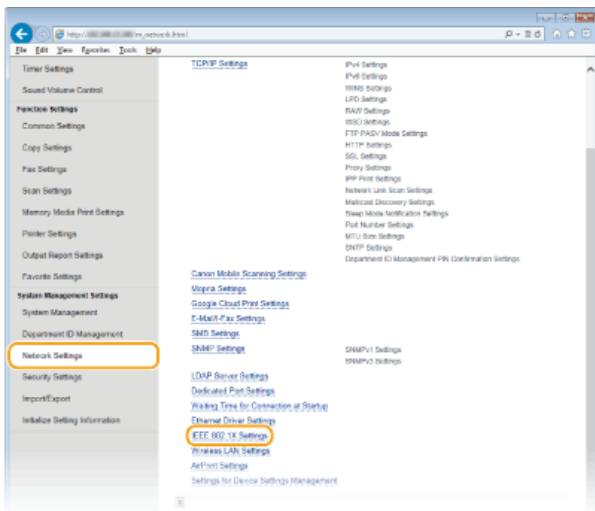 http:// m_network.html
File Edit View Favorites Tools Help
Timer Settings
Sound Volume Control
Function Settings
Common Settings
Copy Settings
Fax Settings
Scan Settings
Memory Media Print Settings
Printer Settings
Output Report Settings
Favorite Settings
System Management Settings
System Management
Department ID Management
Network Settings
Security Settings
Import/Export
Initialize Setting Information
TCP/IP Settings
IPv4 Settings
IPv6 Settings
WINS Settings
LPD Settings
RAW Settings
WSD Settings
FTP PASV Mode Settings
HTTP Settings
SSL Settings
Proxy Settings
IPP Print Settings
Network Link Scan Settings
Multicast Discovery Settings
Sleep Mode Notification Settings
Port Number Settings
MTU Size Settings
SNTP Settings
Department ID Management PIN Confirmation Settings
Canon Mobile Scanning Settings
Mopria Settings
Google Cloud Print Settings
E-Mail/I-Fax Settings
SMB Settings
SNMP Settings
SNMPv1 Settings
SNMPv3 Settings
LDAP Server Settings
Dedicated Port Settings
Waiting Time for Connection at Startup
Ethernet Driver Settings
IEEE 802.1X Settings
Wireless LAN Settings
AirPrint Settings
Settings for Device Settings Management